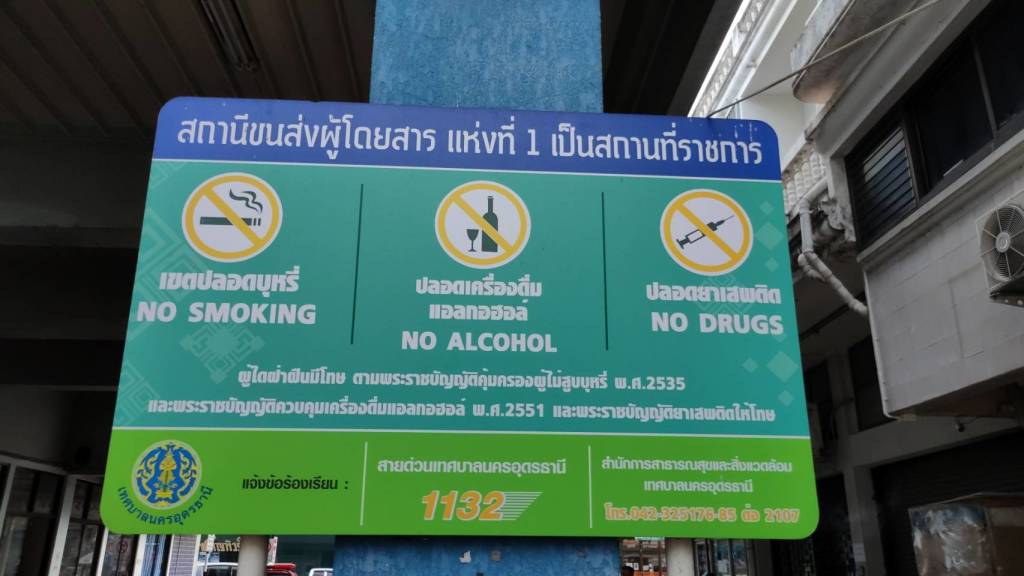 สถานีขนส่งผู้โดยสาร แห่งที่ 1 เป็นสถานที่ราชการ
เขตปลอดบุหรี่
NO SMOKING
ปลอดเครื่องดื่ม
แอลกอฮอล์
NO ALCOHOL
ปลอดยาเสพติด
NO DRUGS
ผู้ใดฝ่าฝืนมีโทษ ตามพระราชบัญญัติคุ้มครองผู้ไม่สูบบุหรี่ พ.ศ.2535
และพระราชบัญญัติควบคุมเครื่องดื่มแอลกอฮอล์ พ.ศ.2551 และพระราชบัญญัติยาเสพติดให้โทษ
เทศบาลนครอุดรธานี
แจ้งข้อร้องเรียน :
สายด่วนเทศบาลนครอุดรธานี
1132
สำนักการสาธารณสุขและสิ่งแวดล้อม
เทศบาลนครอุดรธานี
โทร.042-325176-85 ต่อ 2107